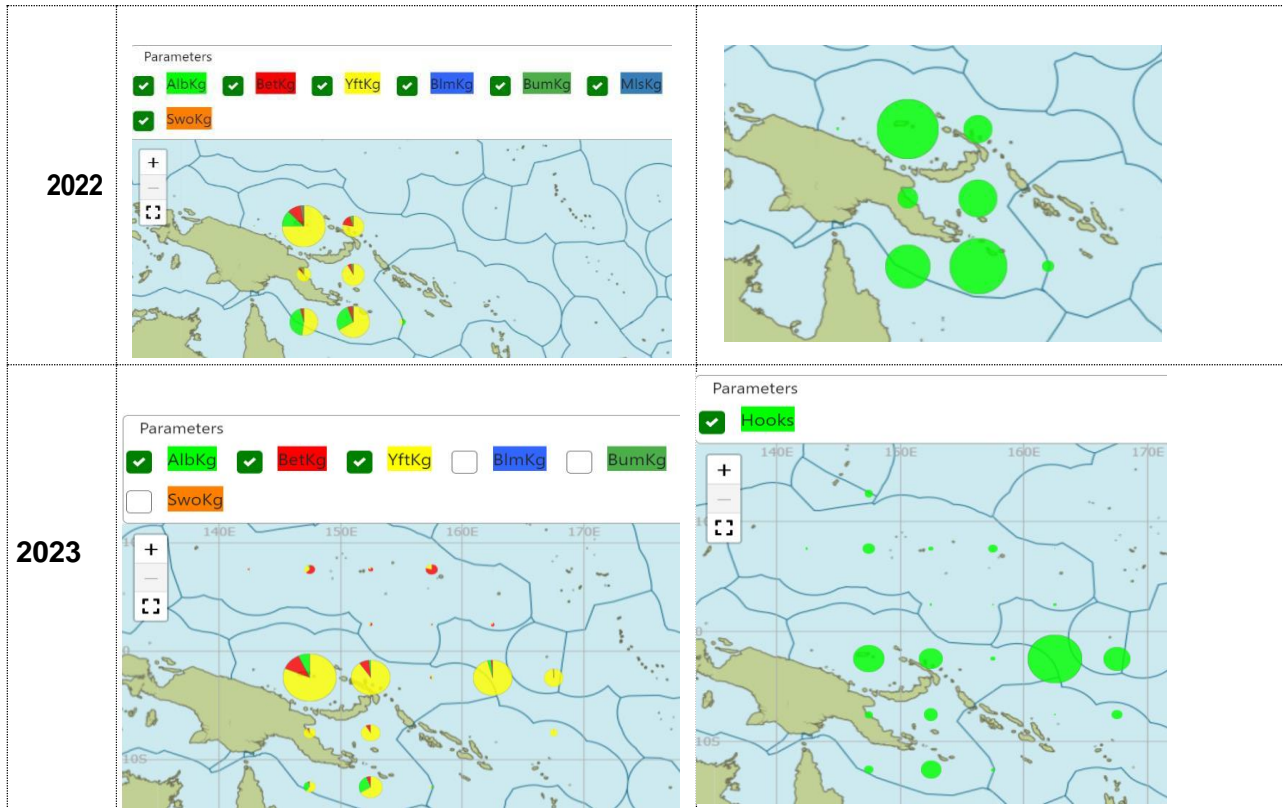 2022
Parameters
AlbKg BetKg YftKg BlmKg BumKg MlsKg
SwoKg
+
−
2023
Parameters
AlbKg BetKg YftKg BlmKg BumKg
SwoKg
140E 150E 160E 170E
+
−
0
10S
Parameters
Hooks
140E 150E 160E 170E
+
−
0
10S